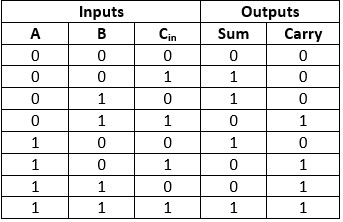 Inputs Outputs
A B Cin Sum Carry
0 0 0 0 0
0 0 1 1 0
0 1 0 1 0
0 1 1 0 1
1 0 0 1 0
1 0 1 0 1
1 1 0 0 1
1 1 1 1 1